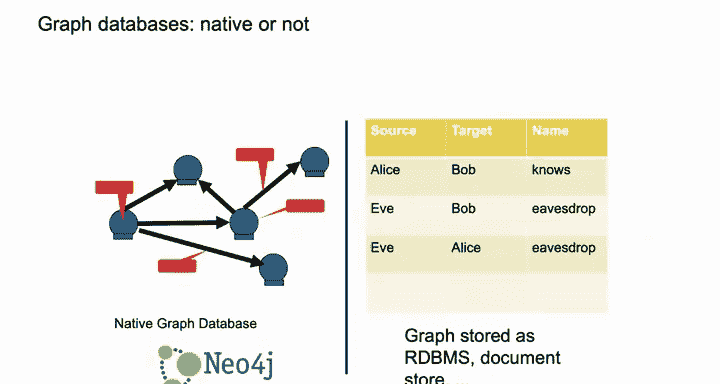 Graph databases: native or not
Source Target Name
Alice Bob knows
Eve Bob eavesdrop
Eve Alice eavesdrop
Native Graph Database
Neo4j
Graph stored as
RDBMS, document
store, ...